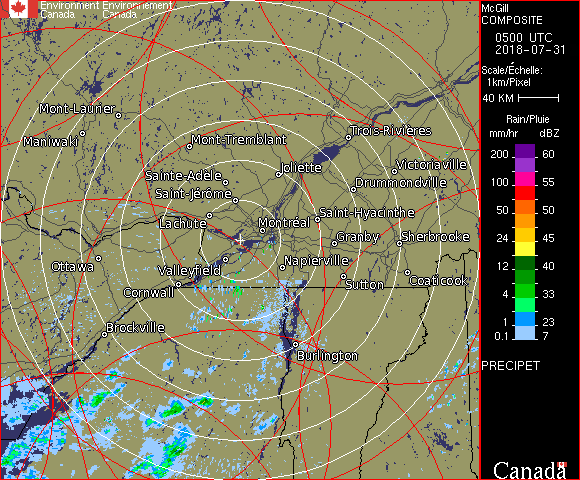 Environment Environnement
Canada Canada
McGill
COMPOSITE
0500 UTC
2018-07-31
Scale/Échelle:
1km/Pixel
40 KM
Rain/Pluie
mm/hr dBZ
200 60
150 57
100 55
50 50
24 45
12 40
4 33
1 23
0.1 7
PRECIPET
Canada
Mont-Laurier
Maniwaki
Mont-Tremblant
Trois-Rivières
Joliette
Victoriaville
Sainte-Adèle
Drummondville
Saint-Jérôme
Lachute
Montréal
Saint-Hyacinthe
Granby
Sherbrooke
Ottawa
Valleyfield
Napierville
Cornwall
Sutton
Coaticook
Brockville
Burlington